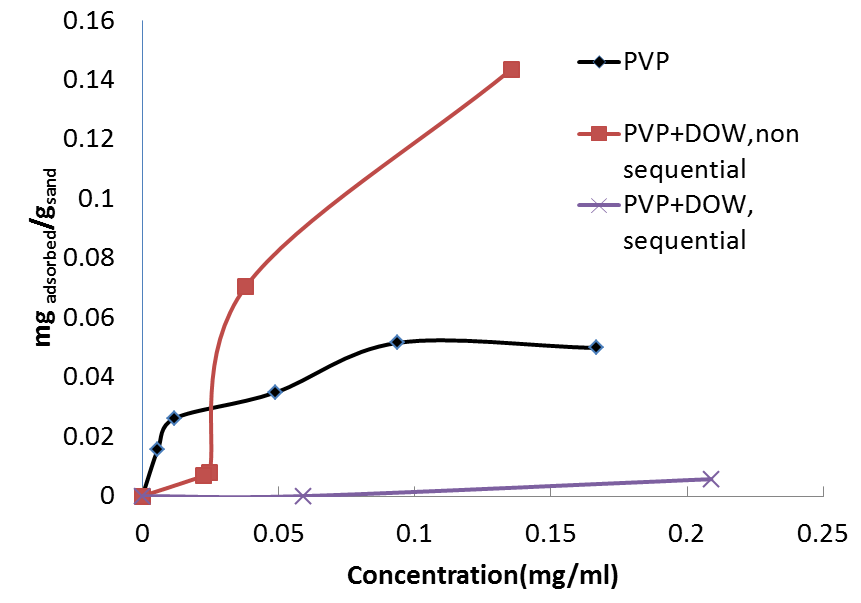 0.16
0.14
0.12
0.1
0.08
0.06
0.04
0.02
0
mg adsorbed/gsand
0
0.05
0.1
0.15
0.2
0.25
Concentration(mg/ml)
PVP
PVP+DOW,non
sequential
PVP+DOW,
sequential